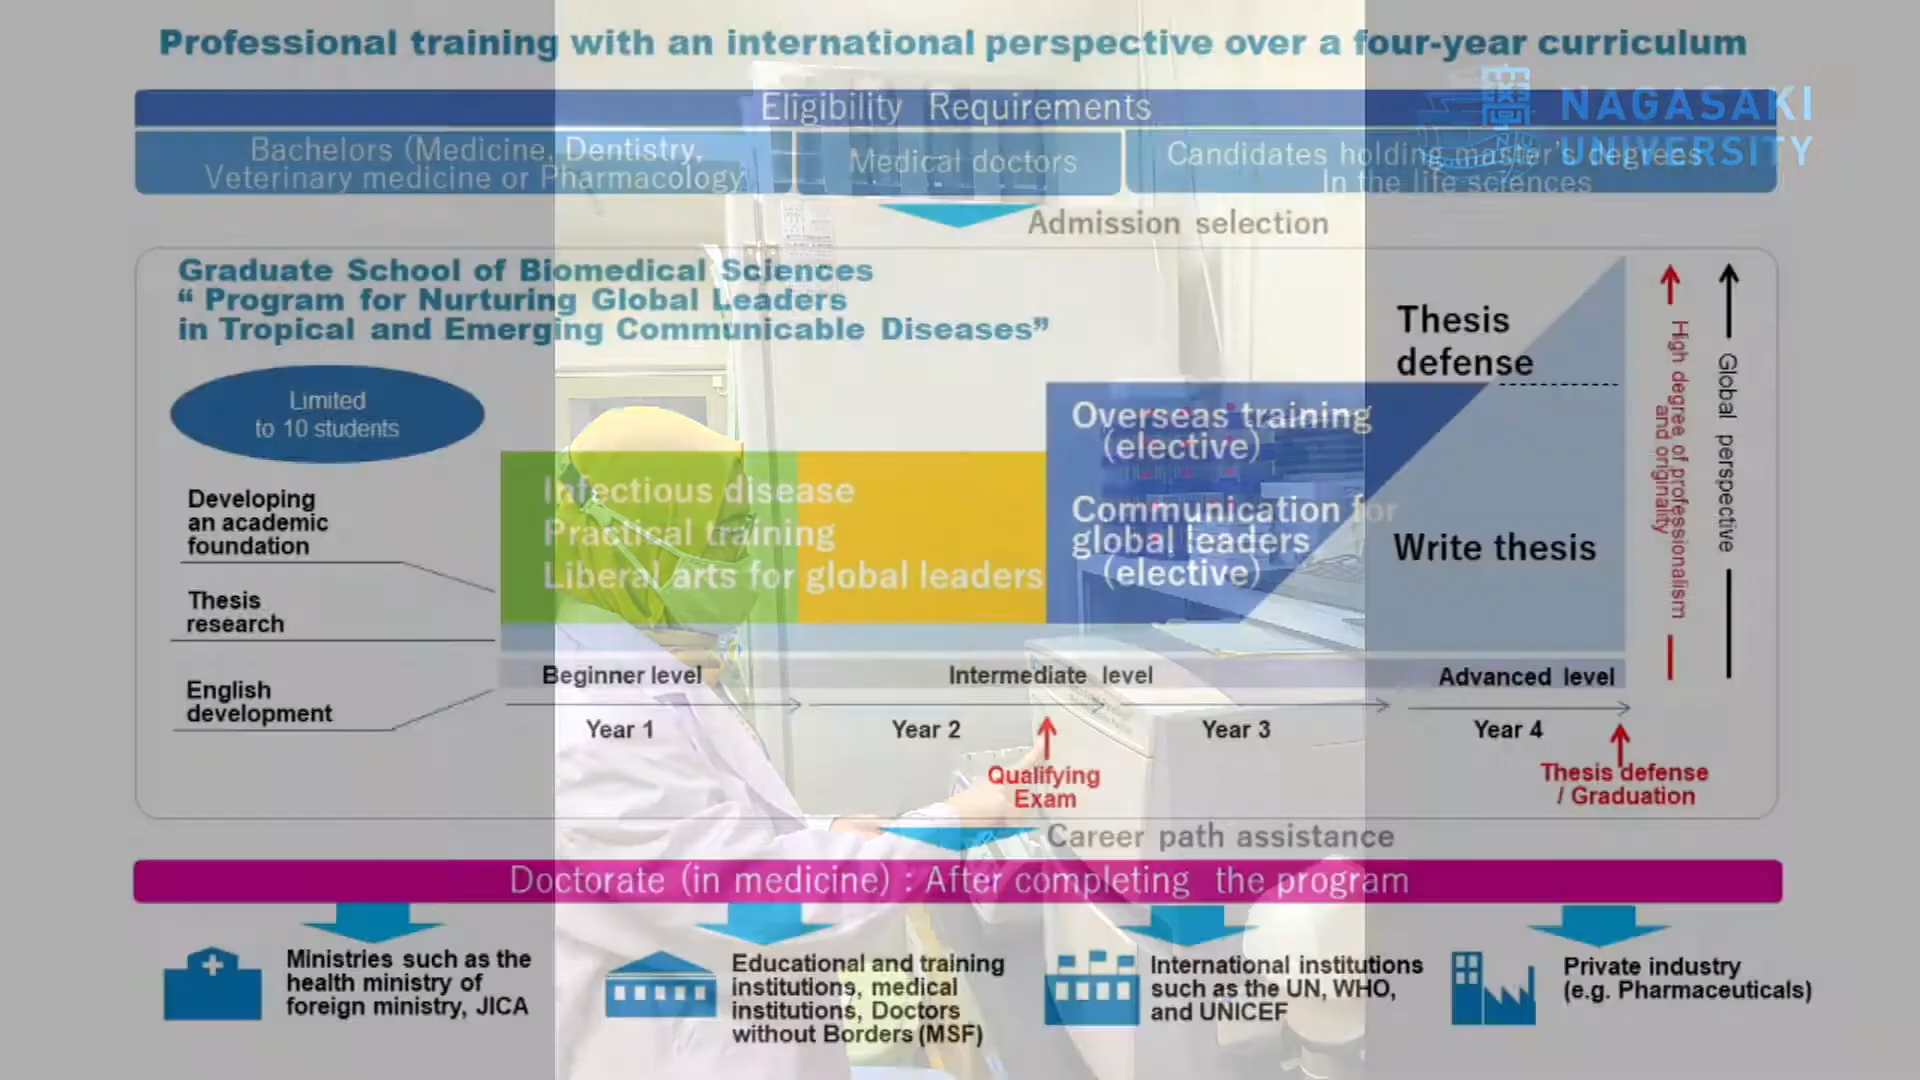 Professional training with an international perspective over a four-year curriculum
NAGASAKI
UNIVERSITY
Eligibility Requirements
Bachelors (Medicine, Dentistry,
Veterinary medicine or Pharmacology
Medical doctors
Candidates holding master's degrees
In the life sciences
Admission selection
Graduate School of Biomedical Sciences
“ Program for Nurturing Global Leaders
in Tropical and Emerging Communicable Diseases”
Limited
to 10 students
Developing
an academic
foundation
Thesis
research
English
development
Infectious disease
Practical training
Liberal arts for global leaders
Overseas training
(elective)
Communication for
global leaders
(elective)
Thesis
defense
Write thesis
High degree of professionalism
and originality
Global perspective
Beginner level
Intermediate level
Advanced level
Year 1
Year 2
Year 3
Year 4
Qualifying
Exam
Thesis defense
/ Graduation
Career path assistance
Doctorate (in medicine) : After completing the program
Ministries such as the
health ministry of
foreign ministry, JICA
Educational and training
institutions, medical
institutions, Doctors
without Borders (MSF)
International institutions
such as the UN, WHO,
and UNICEF
Private industry
(e.g. Pharmaceuticals)